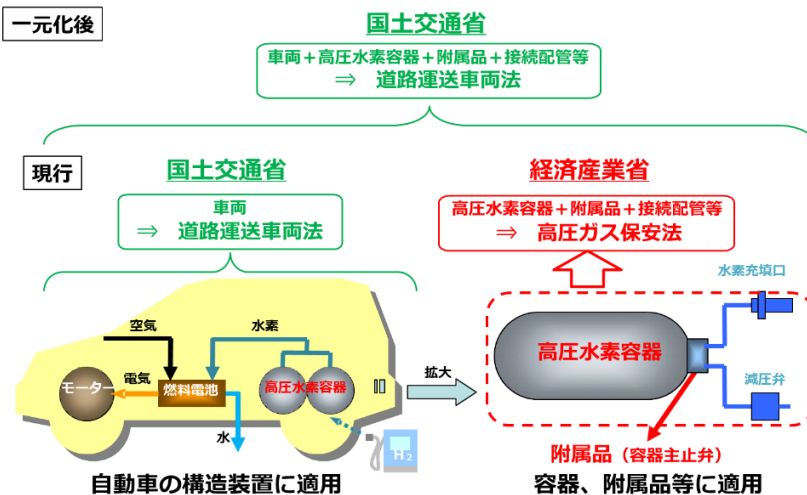 一元化後
国土交通省
車両＋高圧水素容器＋附属品＋接続配管等
⇒ 道路運送車両法
現行
国土交通省
経済産業省
車両
⇒ 道路運送車両法
高圧水素容器＋附属品＋接続配管等
⇒ 高圧ガス保安法
水素充填口
空気
水素
高圧水素容器
モーター
電気
燃料電池
高圧水素容器
拡大
減圧弁
水
H2
附属品（容器主止弁）
自動車の構造装置に適用
容器、附属品等に適用